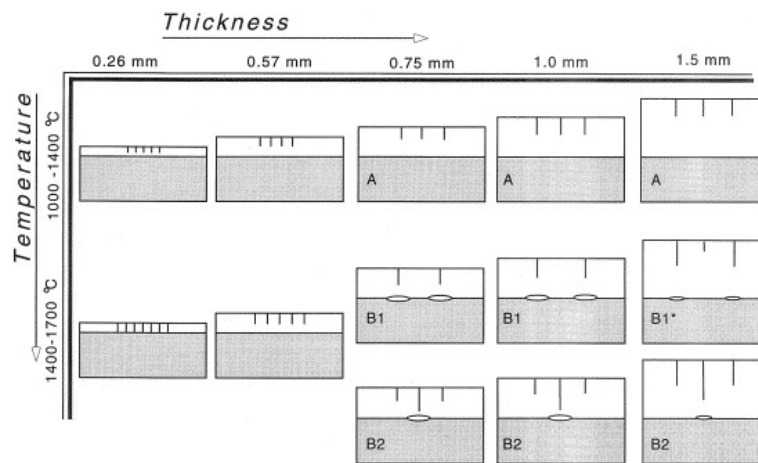 Thickness
0.26 mm 0.57 mm 0.75 mm 1.0 mm 1.5 mm
Temperature
1000 -1400 °C
A A A
1400-1700 °C
B1 B1 B1*
B2 B2 B2